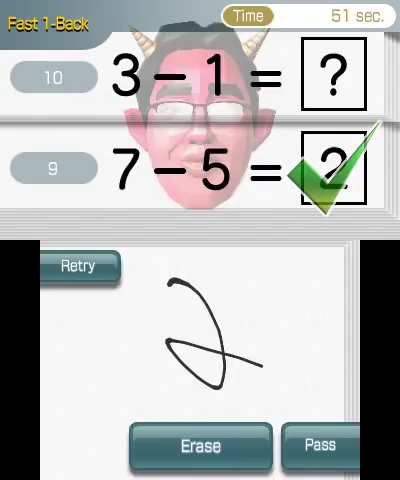 Fast 1-Back
Time 51 sec.
10 3 − 1 = ?
9 7 − 5 = 2
Retry
2
Erase
Pass